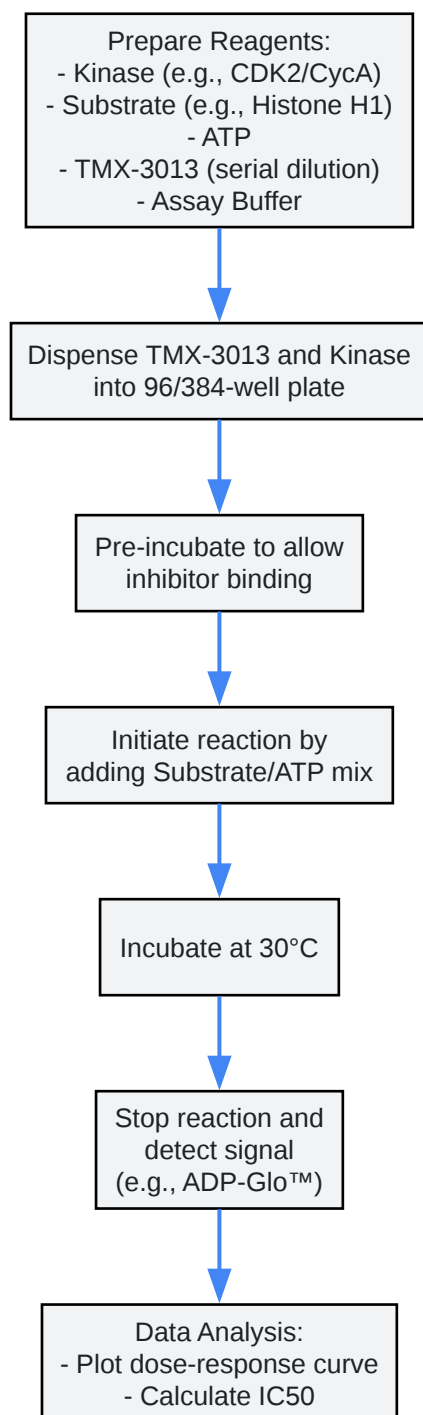 Prepare Reagents:
- Kinase (e.g., CDK2/CycA)
- Substrate (e.g., Histone H1)
- ATP
- TMX-3013 (serial dilution)
- Assay Buffer
Dispense TMX-3013 and Kinase
into 96/384-well plate
Pre-incubate to allow
inhibitor binding
Initiate reaction by
adding Substrate/ATP mix
Incubate at 30°C
Stop reaction and
detect signal
(e.g., ADP-Glo™)
Data Analysis:
- Plot dose-response curve
- Calculate IC50